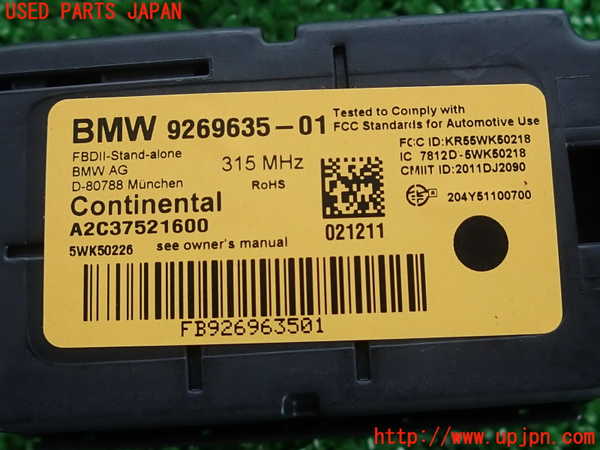 USED PARTS JAPAN
BMW 9269635-01
FBDII-Stand-alone
BMW AG
D-80788 München
315 MHz
RoHS
Tested to Comply with
FCC Standards for Automotive Use
FCC ID:KR55WK50218
IC 7812D-5WK50218
CMIIT ID:2011DJ2090
204Y51100700
Continental
A2C37521600
5WK50226 see owner's manual
021211
FB926963501
http://www.upjpn.com/